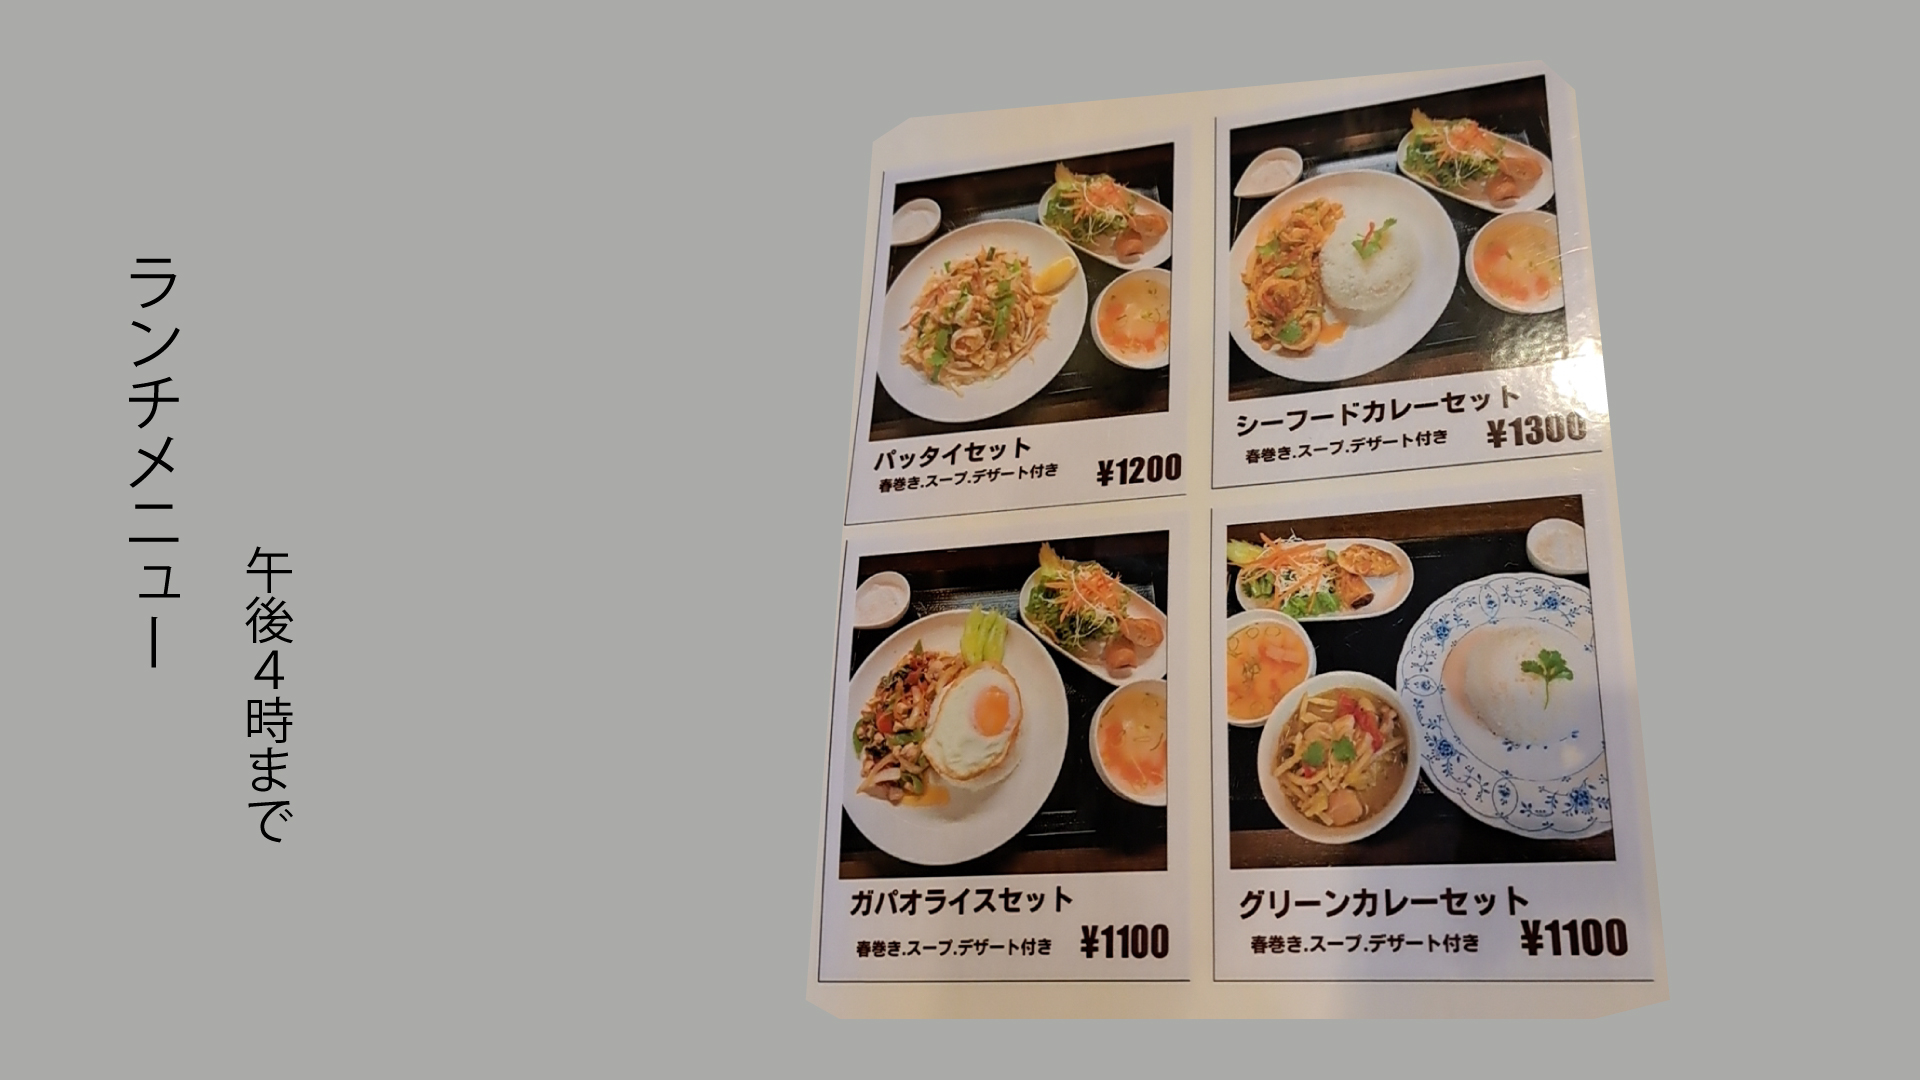 ランチメニュー
午後4時まで
パッタイセット
春巻き.スープ.デザート付き
¥1200
シーフードカレーセット
春巻き.スープ.デザート付き
¥1300
ガパオライスセット
春巻き.スープ.デザート付き
¥1100
グリーンカレーセット
春巻き.スープ.デザート付き
¥1100